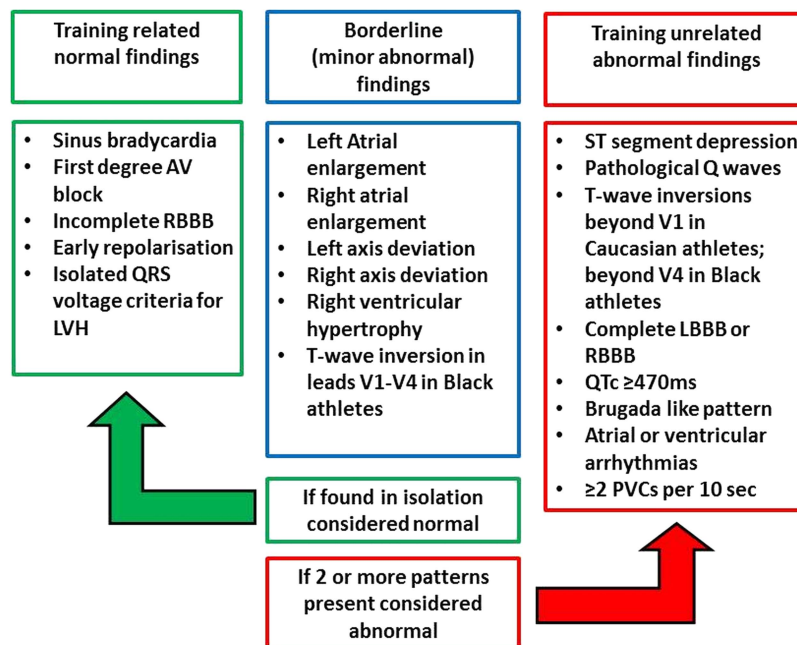 Training related
normal findings
Borderline
(minor abnormal)
findings
Training unrelated
abnormal findings
• Sinus bradycardia
• First degree AV
block
• Incomplete RBBB
• Early repolarisation
• Isolated QRS
voltage criteria for
LVH
• Left Atrial
enlargement
• Right atrial
enlargement
• Left axis deviation
• Right axis deviation
• Right ventricular
hypertrophy
• T-wave inversion in
leads V1-V4 in Black
athletes
• ST segment depression
• Pathological Q waves
• T-wave inversions
beyond V1 in
Caucasian athletes;
beyond V4 in Black
athletes
• Complete LBBB or
RBBB
• QTc ≥470ms
• Brugada like pattern
• Atrial or ventricular
arrhythmias
• ≥2 PVCs per 10 sec
If found in isolation
considered normal
If 2 or more patterns
present considered
abnormal